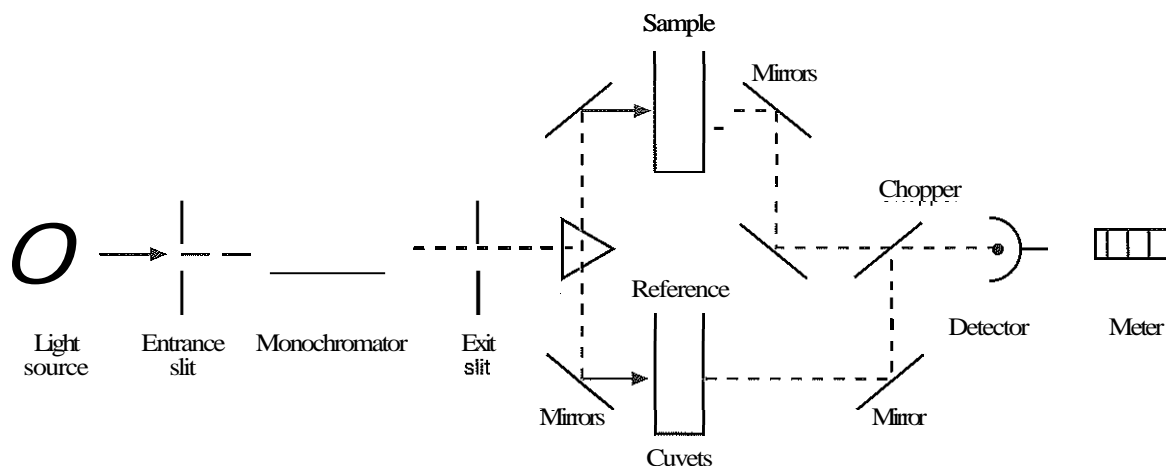 Sample
Mirrors
Chopper
O
Reference
Light
source
Entrance
slit
Monochromator
Exit
slit
Detector
Meter
Mirrors
Mirror
Cuvets